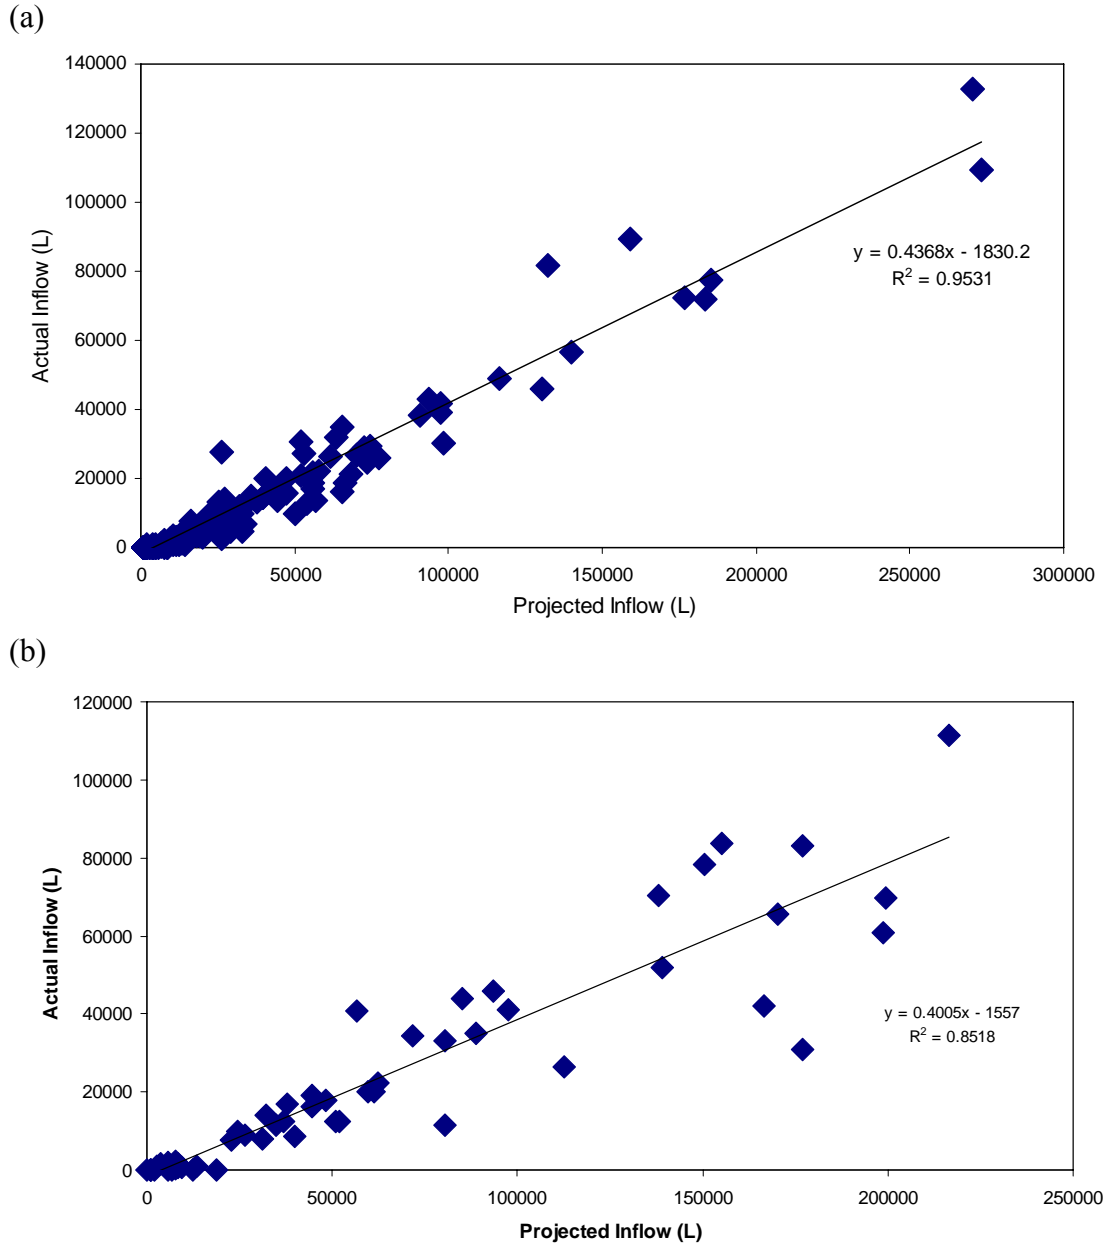 (a)
140000
120000
100000
80000
60000
40000
20000
0
Actual Inflow (L)
y = 0.4368x - 1830.2
R² = 0.9531
0 50000 100000 150000 200000 250000 300000
Projected Inflow (L)
(b)
120000
100000
80000
60000
40000
20000
0
Actual Inflow (L)
y = 0.4005x - 1557
R² = 0.8518
0 50000 100000 150000 200000 250000
Projected Inflow (L)